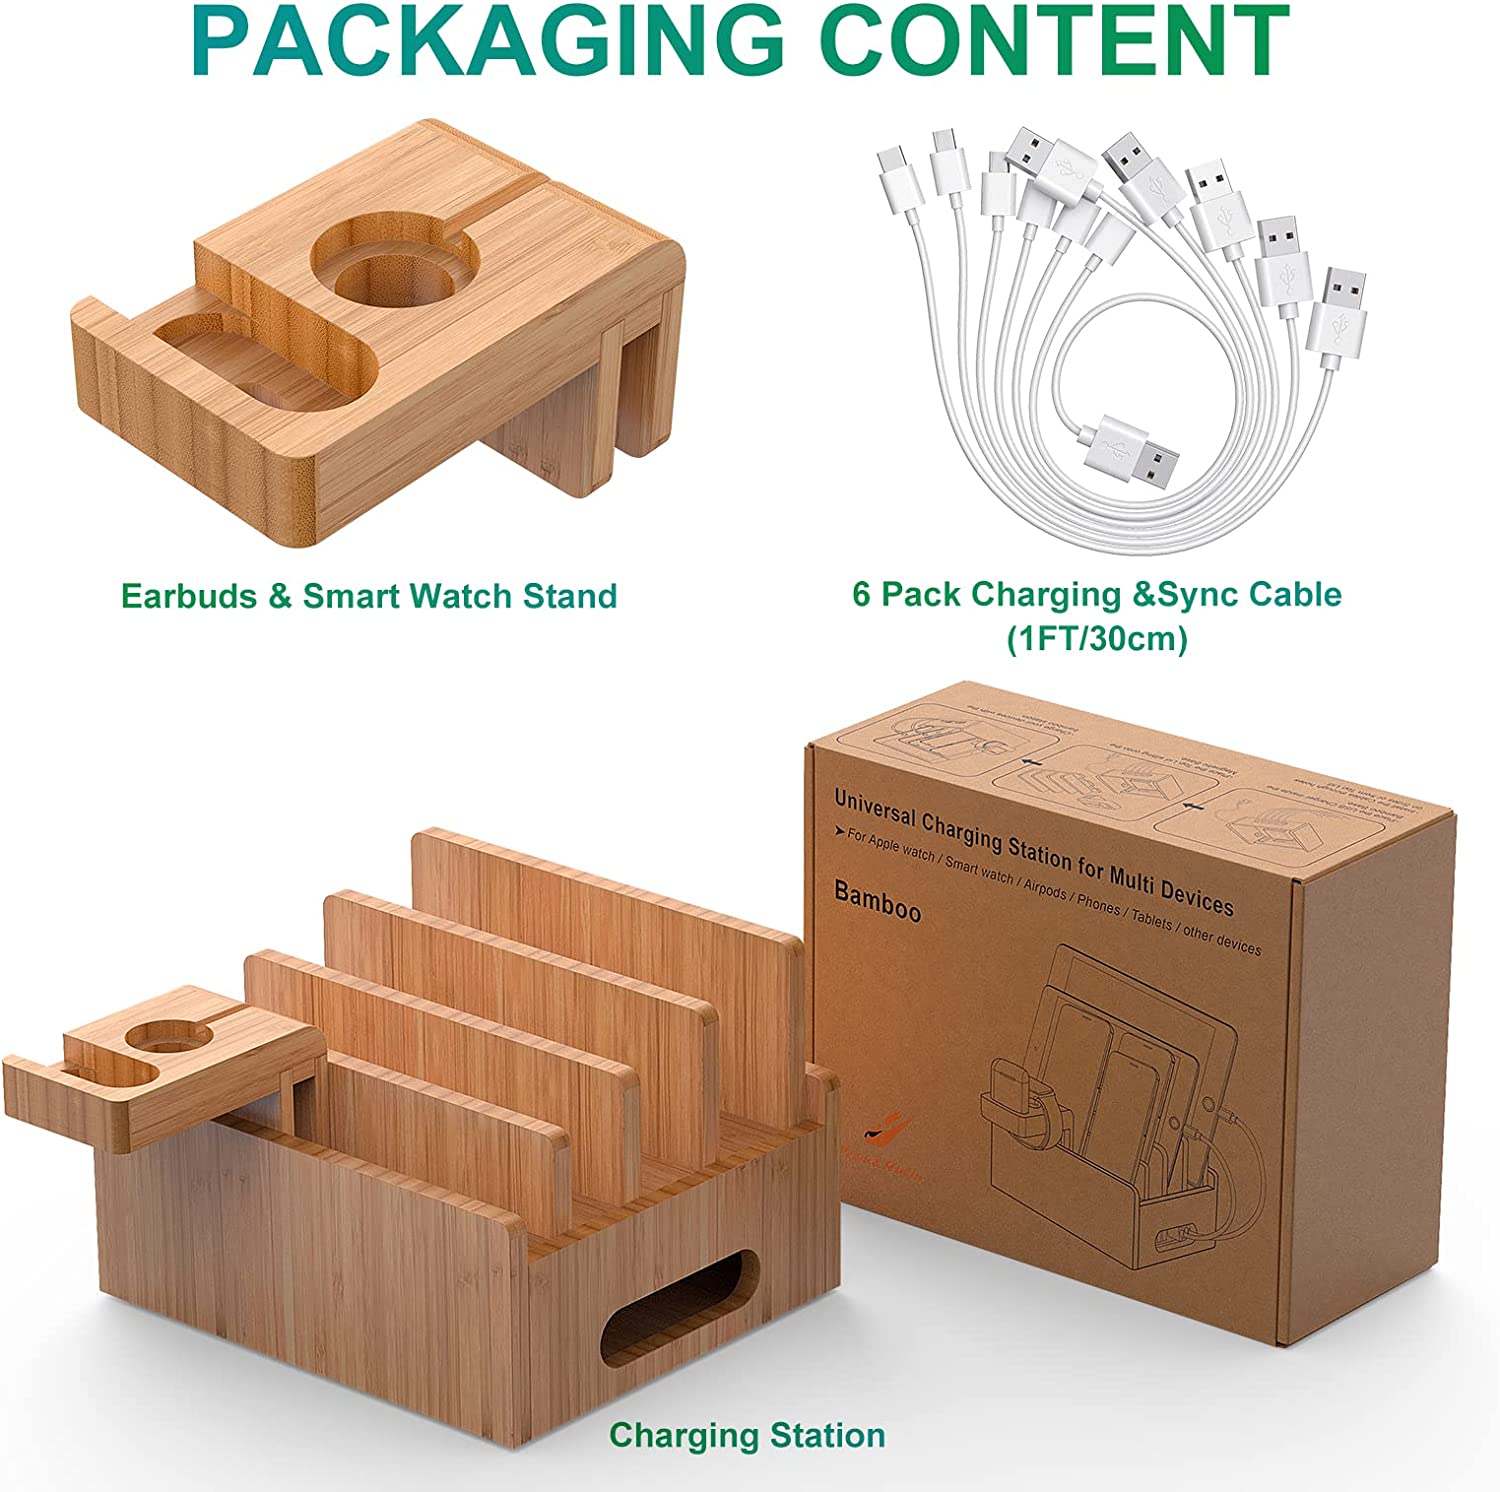 PACKAGING CONTENT
Earbuds & Smart Watch Stand
6 Pack Charging &Sync Cable
(1FT/30cm)
Universal Charging Station for Multi Devices
➤For Apple watch / Smart watch / Airpods / Phones / Tablets / other devices
Bamboo
Charging Station